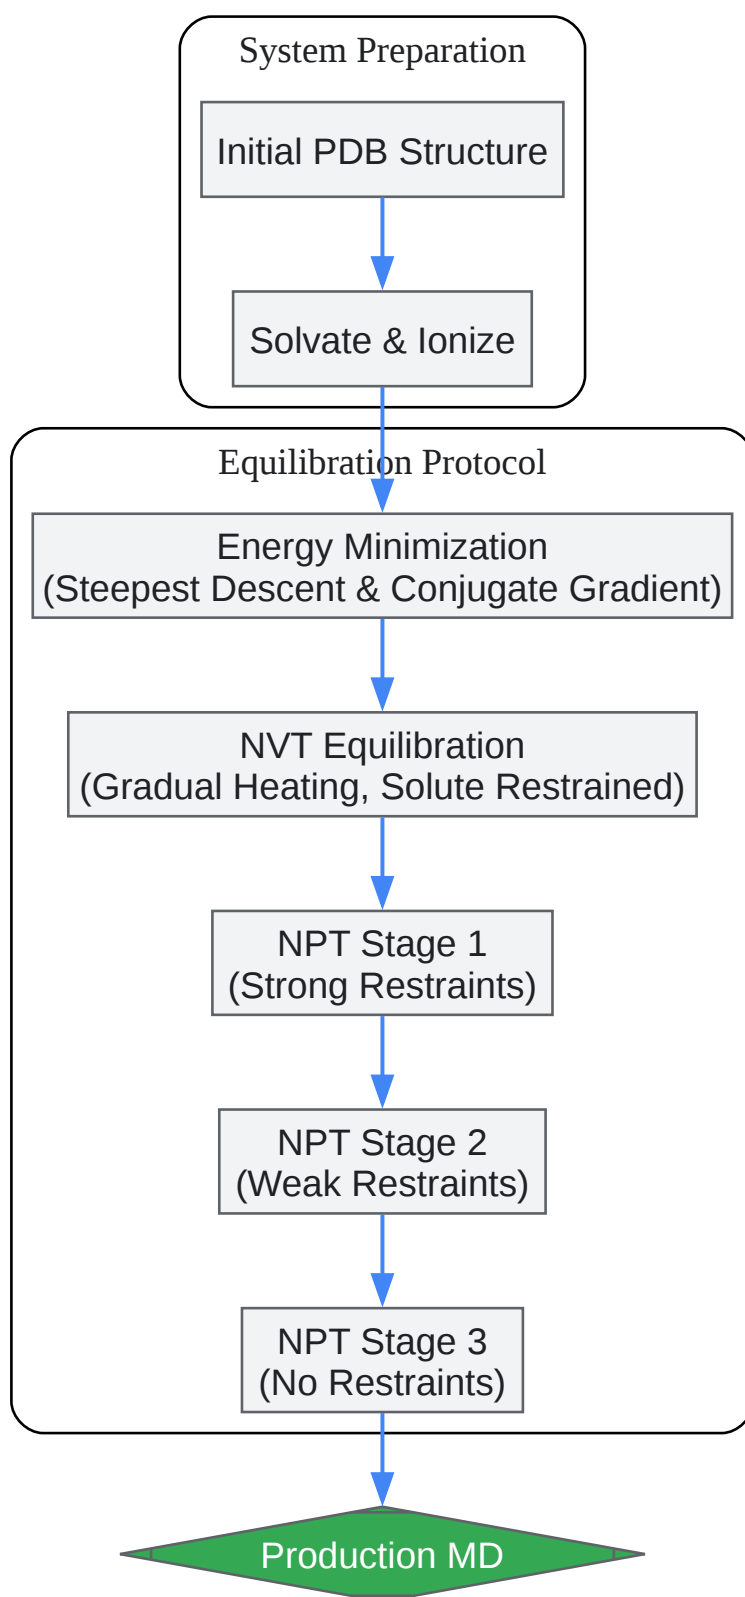 System Preparation
Initial PDB Structure
Solvate & Ionize
Equilibration Protocol
Energy Minimization
(Steepest Descent & Conjugate Gradient)
NVT Equilibration
(Gradual Heating, Solute Restrained)
NPT Stage 1
(Strong Restraints)
NPT Stage 2
(Weak Restraints)
NPT Stage 3
(No Restraints)
Production MD